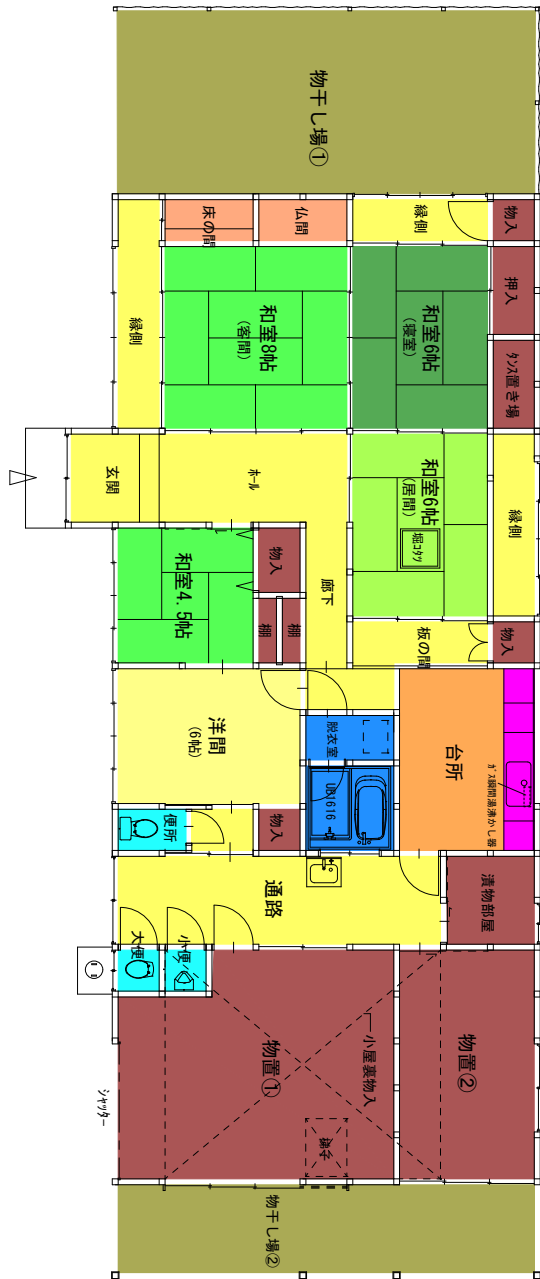 物干し場①
床の間
仏間
縁側
物入
縁側
和室8帖
(客間)
和室6帖
(寝室)
押入
タンス置き場
玄関
ホール
和室6帖
(居間)
堀コタツ
縁側
和室4.5帖
物入
棚
棚
廊下
板の間
物入
洋間
(6帖)
脱衣室
台所
ガス瞬間湯沸かし器
UB1616
便所
物入
通路
漬物部屋
大便
小便
物置①
小屋裏物入
物置②
梯子
シャッター
物干し場②